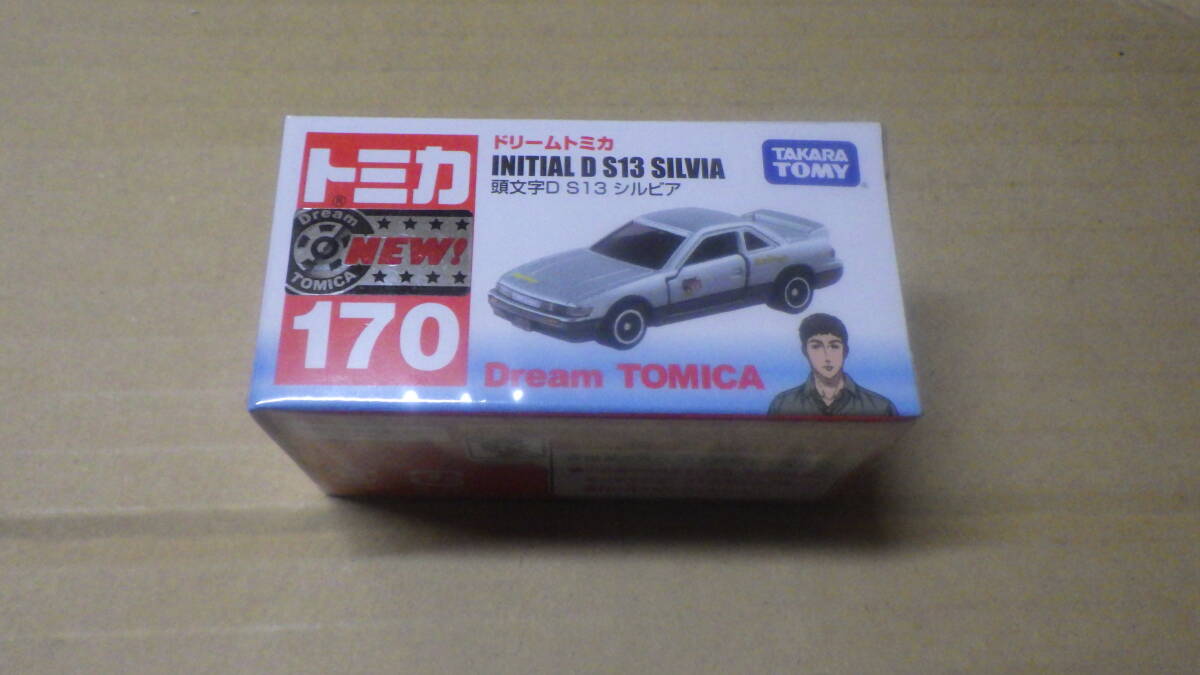 トミカ
®
Dream
TOMICA
NEW!
170
ドリームトミカ
INITIAL D S13 SILVIA
頭文字D S13 シルビア
TAKARA
TOMY
®
Dream TOMICA